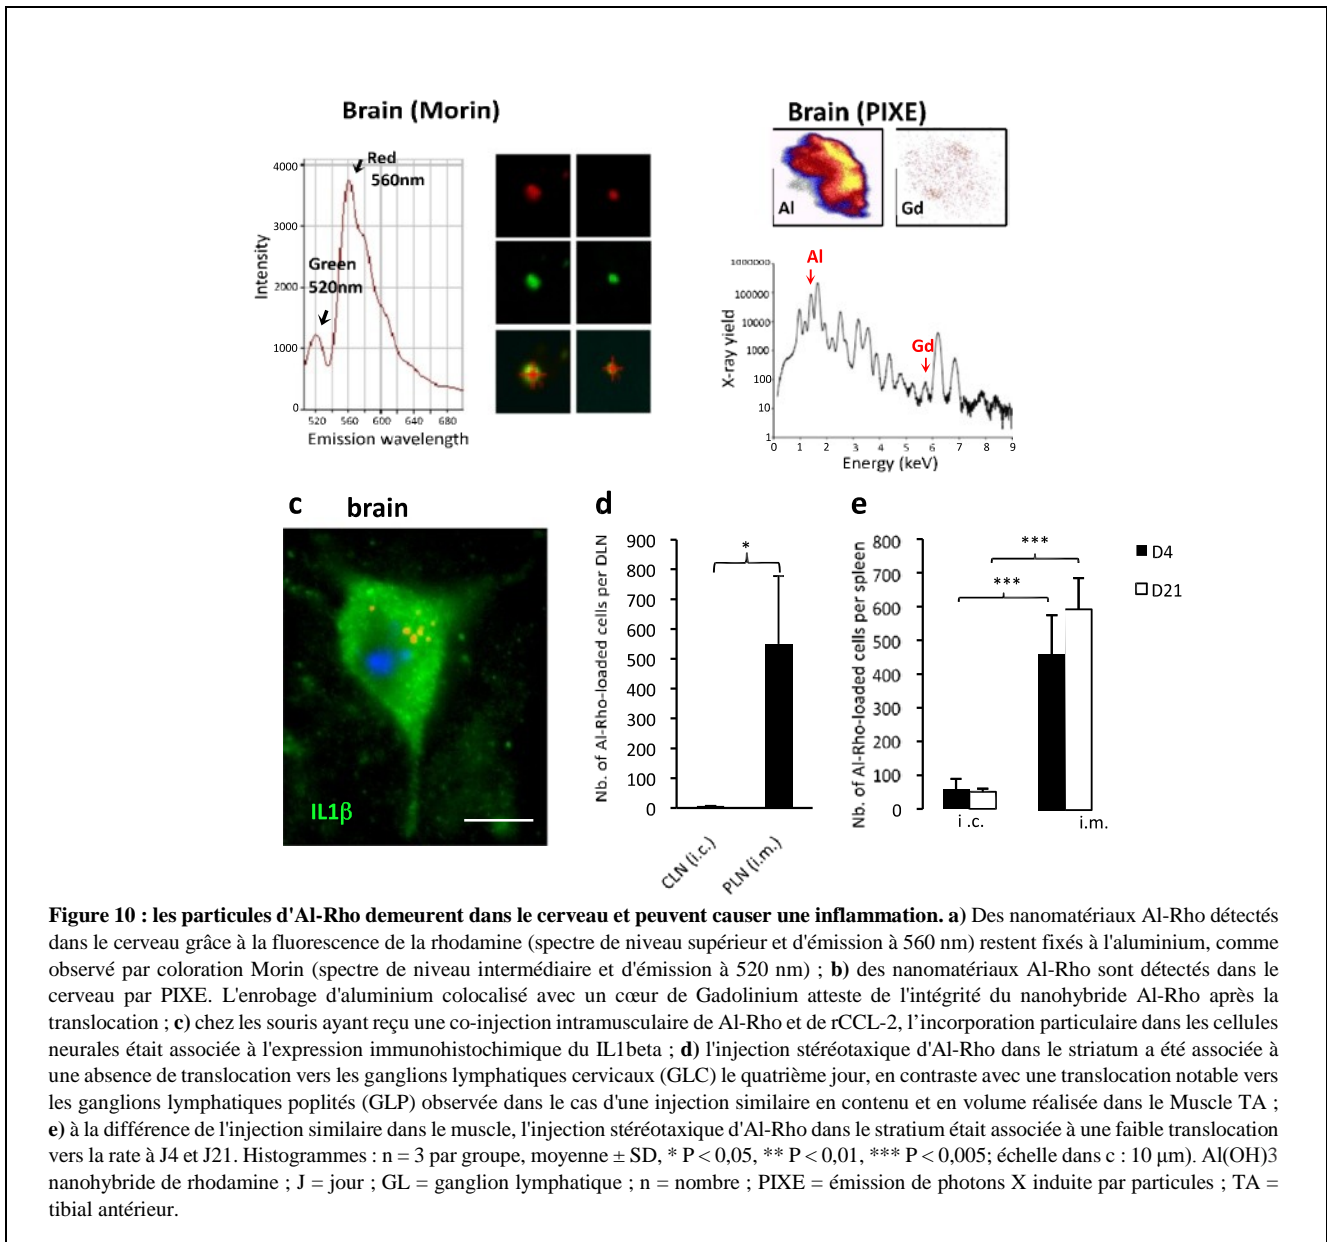 Brain (Morin)
Red
560nm
Green
520nm
Intensity
4000
3000
2000
1000
0
520 560 600 640 680
Emission wavelength
Brain (PIXE)
Al
Gd
X-ray yield
1000000
100000
10000
1000
100
10
1
Al
Gd
0 1 2 3 4 5 6 7 8 9
Energy (keV)
c brain
IL1β
d
Nb. of Al-Rho-loaded cells per DLN
900
800
700
600
500
400
300
200
100
0
*
CLN (i.c.)
PLN (i.m.)
e
Nb. of Al-Rho-loaded cells per spleen
800
700
600
500
400
300
200
100
0
***
***
i .c.
i.m.
D4
D21
Figure 10 : les particules d'Al-Rho demeurent dans le cerveau et peuvent causer une inflammation. a) Des nanomatériaux Al-Rho détectés
dans le cerveau grâce à la fluorescence de la rhodamine (spectre de niveau supérieur et d'émission à 560 nm) restent fixés à l'aluminium, comme
observé par coloration Morin (spectre de niveau intermédiaire et d'émission à 520 nm) ; b) des nanomatériaux Al-Rho sont détectés dans le
cerveau par PIXE. L'enrobage d'aluminium colocalisé avec un cœur de Gadolinium atteste de l'intégrité du nanohybride Al-Rho après la
translocation ; c) chez les souris ayant reçu une co-injection intramusculaire de Al-Rho et de rCCL-2, l’incorporation particulaire dans les cellules
neurales était associée à l'expression immunohistochimique du IL1beta ; d) l'injection stéréotaxique d'Al-Rho dans le striatum a été associée à
une absence de translocation vers les ganglions lymphatiques cervicaux (GLC) le quatrième jour, en contraste avec une translocation notable vers
les ganglions lymphatiques poplités (GLP) observée dans le cas d'une injection similaire en contenu et en volume réalisée dans le Muscle TA ;
e) à la différence de l'injection similaire dans le muscle, l'injection stéréotaxique d'Al-Rho dans le stratium était associée à une faible translocation
vers la rate à J4 et J21. Histogrammes : n = 3 par groupe, moyenne ± SD, * P < 0,05, ** P < 0,01, *** P < 0,005; échelle dans c : 10 µm). Al(OH)3
nanohybride de rhodamine ; J = jour ; GL = ganglion lymphatique ; n = nombre ; PIXE = émission de photons X induite par particules ; TA =
tibial antérieur.